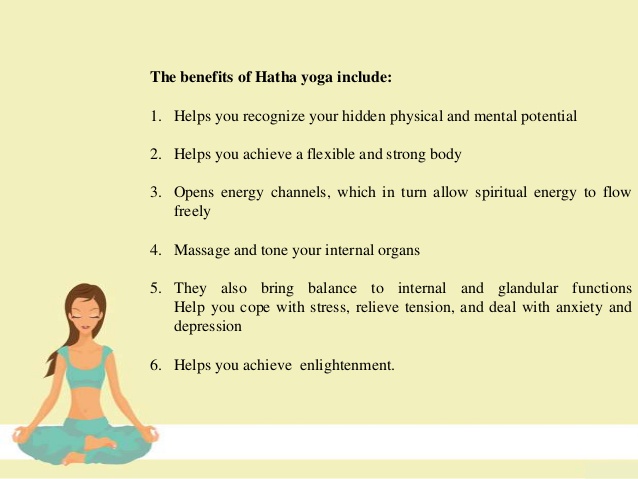 The benefits of Hatha yoga include:
1. Helps you recognize your hidden physical and mental potential
2. Helps you achieve a flexible and strong body
3. Opens energy channels, which in turn allow spiritual energy to flow
freely
4. Massage and tone your internal organs
5. They also bring balance to internal and glandular functions
Help you cope with stress, relieve tension, and deal with anxiety and
depression
6. Helps you achieve enlightenment.